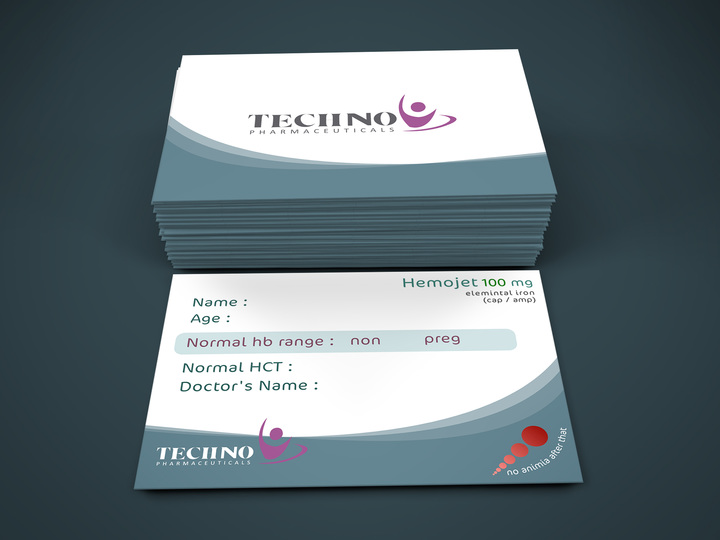 TECHNO
PHARMACEUTICALS
Hemojet 100 mg
elemintal iron
(cap / amp)
Name :
Age :
Normal hb range : non preg
Normal HCT :
Doctor's Name :
TECHNO
PHARMACEUTICALS
no animia after that